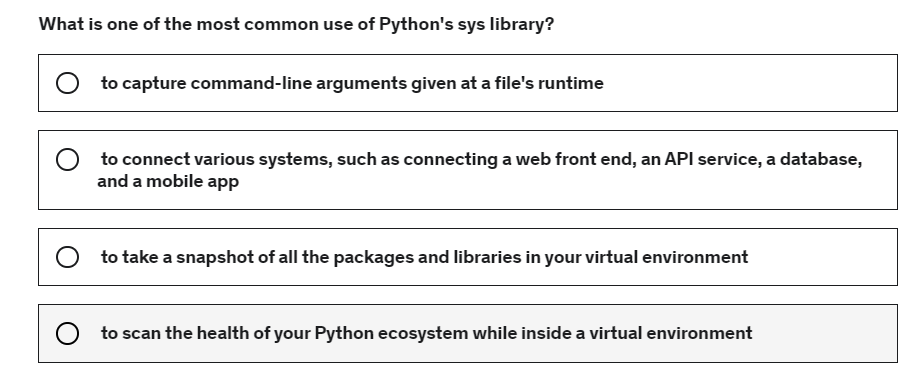 What is one of the most common use of Python's sys library?
to capture command-line arguments given at a file's runtime
to connect various systems, such as connecting a web front end, an API service, a database,
and a mobile app
to take a snapshot of all the packages and libraries in your virtual environment
to scan the health of your Python ecosystem while inside a virtual environment